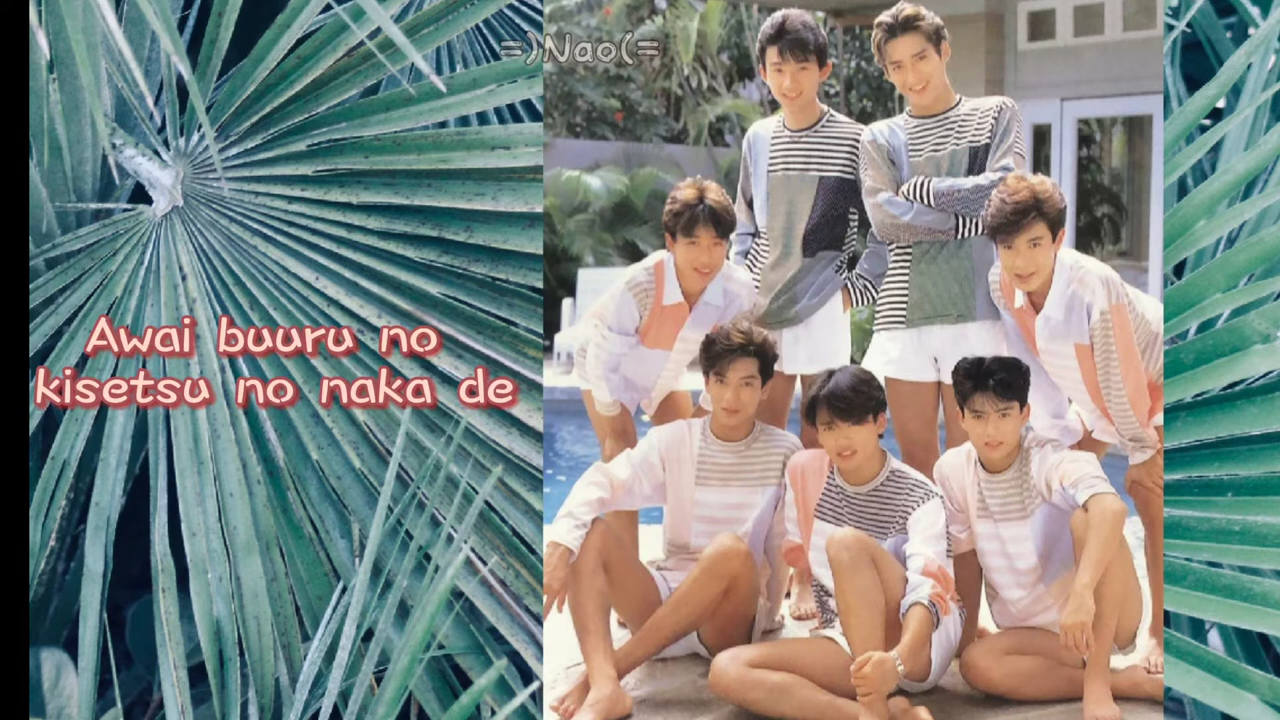 =)Nao(=
Awai buuru no
kisetsu no naka de